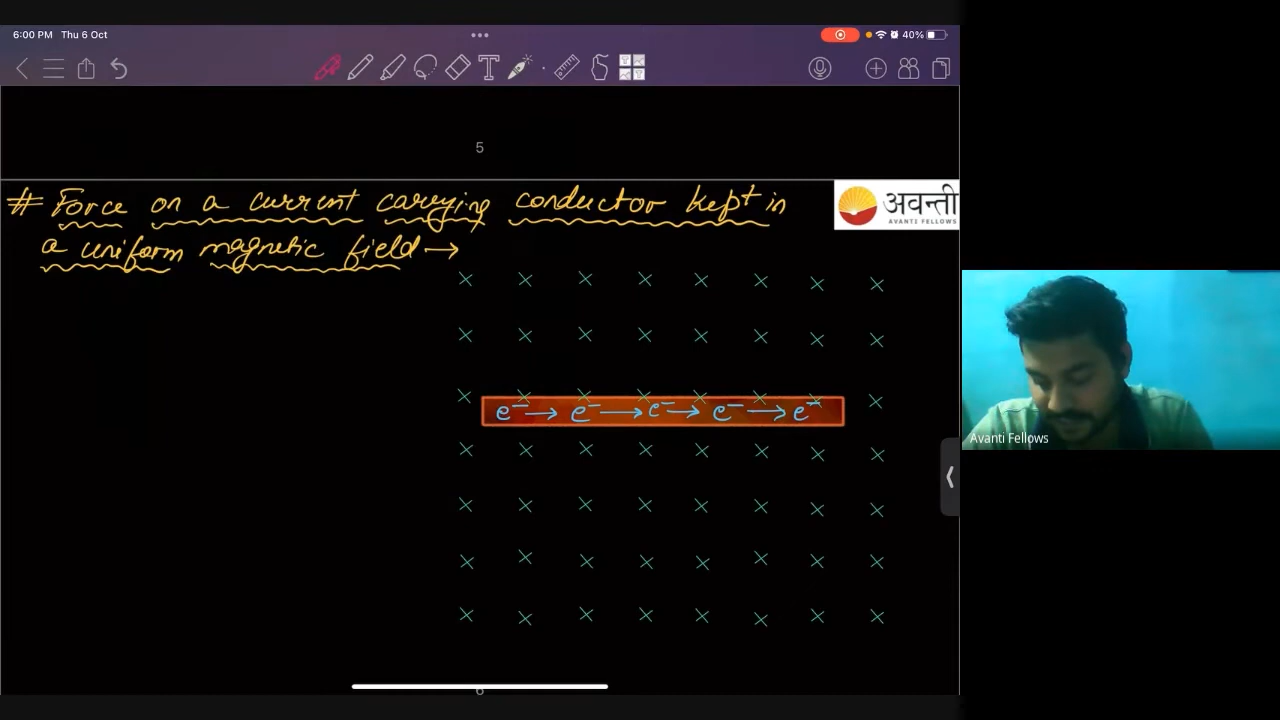 6:00 PM Thu 6 Oct
40%
5
# Force on a current carrying conductor kept in
a uniform magnetic field →
अवन्ती
AVANTI FELLOWS
× × × × × × × ×
× × × × × × × ×
× × × × × × × ×
e⁻ → e⁻ → e⁻ → e⁻ → e⁻
× × × × × × × ×
× × × × × × × ×
× × × × × × × ×
× × × × × × × ×
Avanti Fellows